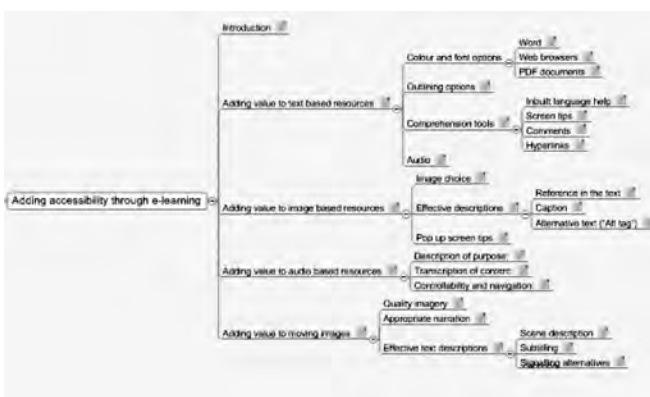 Introduction
Word
Colour and font options
Web browsers
PDF documents
Outlining options
Adding value to text based resources
Inbuilt language help
Screen tips
Comprehension tools
Comments
Hyperlinks
Audio
Image choice
Reference in the text
Adding accessibility through e-learning
Adding value to image based resources
Effective descriptions
Caption
Alternative text ("Alt tag")
Pop up screen tips
Description of purpose
Adding value to audio based resources
Transcription of content
Controllability and navigation
Quality imagery
Appropriate narration
Adding value to moving images
Scene description
Effective text descriptions
Subtitling
Signalling alternatives